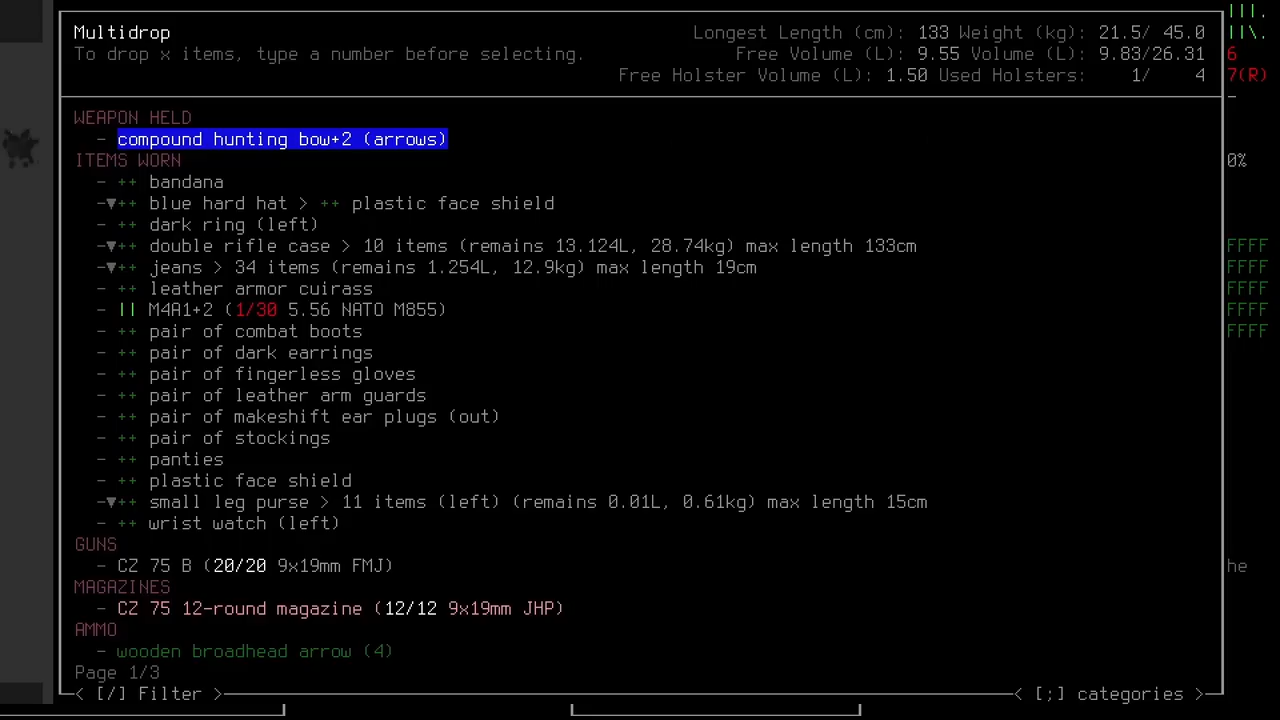 Multidrop
Longest Length (cm): 133 Weight (kg): 21.5/ 45.0
To drop x items, type a number before selecting.
Free Volume (L): 9.55 Volume (L): 9.83/26.31
Free Holster Volume (L): 1.50 Used Holsters: 1/ 4
WEAPON HELD
- compound hunting bow+2 (arrows)
ITEMS WORN
- ++ bandana
-▼++ blue hard hat > ++ plastic face shield
- ++ dark ring (left)
-▼++ double rifle case > 10 items (remains 13.124L, 28.74kg) max length 133cm
-▼++ jeans > 34 items (remains 1.254L, 12.9kg) max length 19cm
- ++ leather armor cuirass
- || M4A1+2 (1/30 5.56 NATO M855)
- ++ pair of combat boots
- ++ pair of dark earrings
- ++ pair of fingerless gloves
- ++ pair of leather arm guards
- ++ pair of makeshift ear plugs (out)
- ++ pair of stockings
- ++ panties
- ++ plastic face shield
-▼++ small leg purse > 11 items (left) (remains 0.01L, 0.61kg) max length 15cm
- ++ wrist watch (left)
GUNS
- CZ 75 B (20/20 9x19mm FMJ)
MAGAZINES
- CZ 75 12-round magazine (12/12 9x19mm JHP)
AMMO
- wooden broadhead arrow (4)
Page 1/3
< [/] Filter >
< [;] categories >
|||.
||\.
6
7(R)
0%
FFFF
FFFF
FFFF
FFFF
FFFF
he